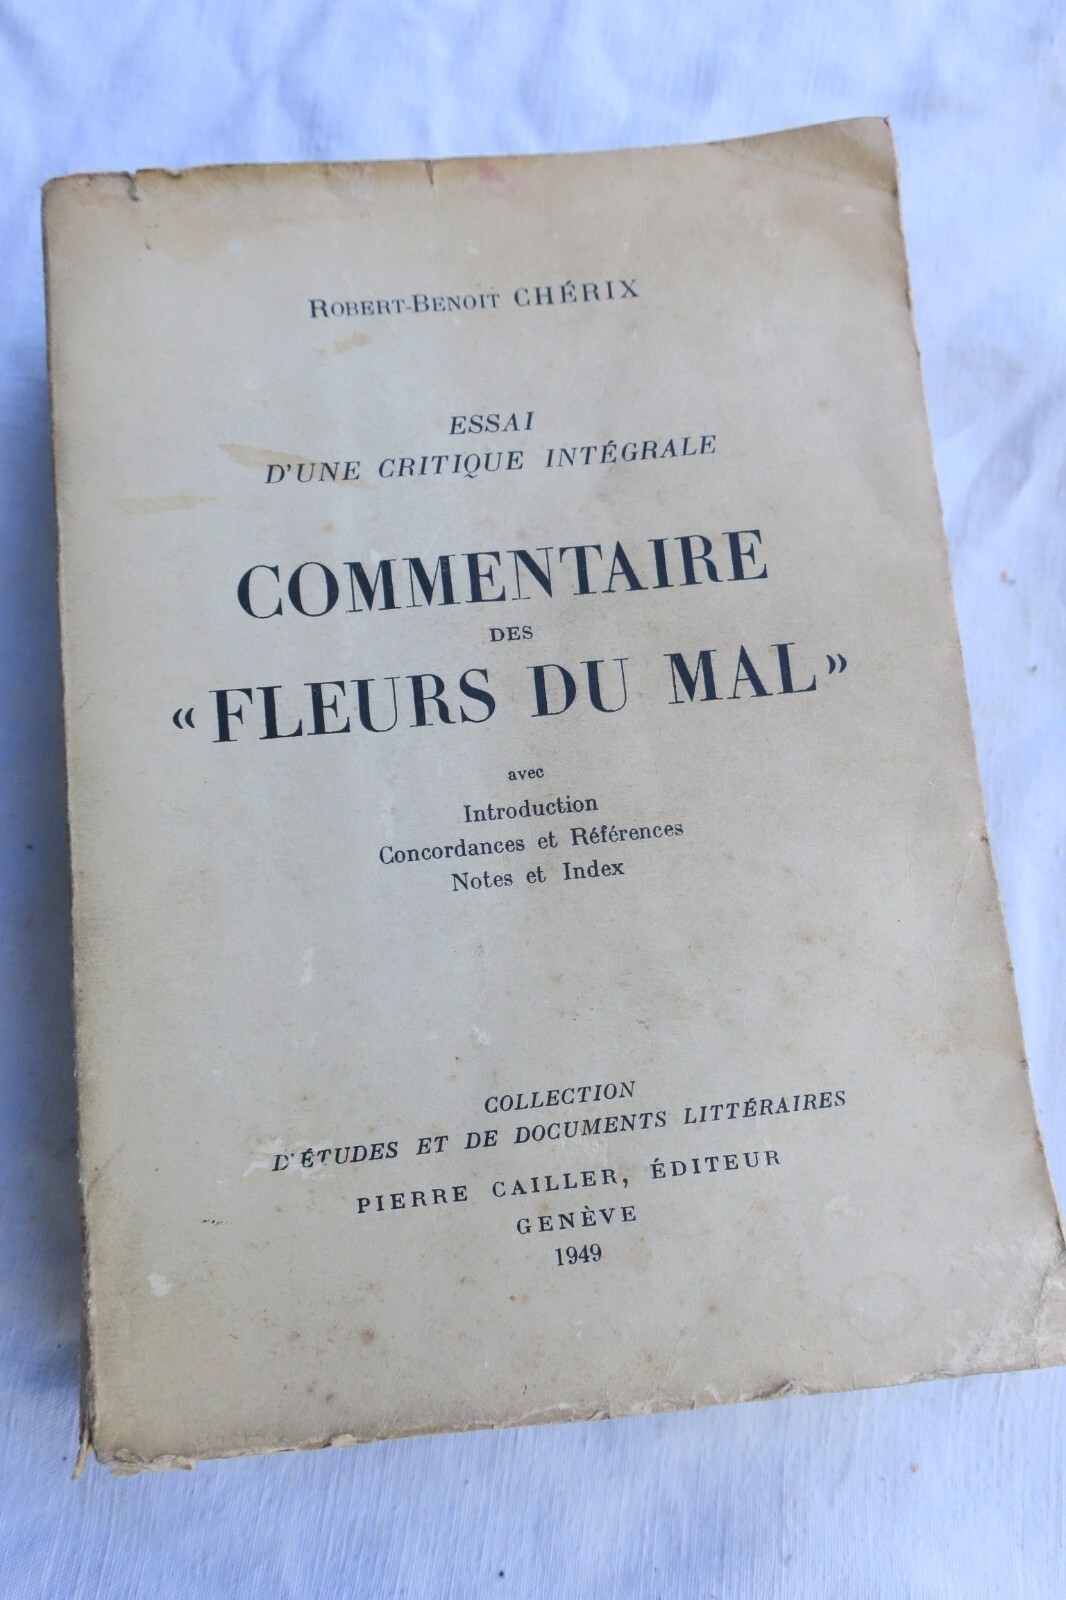 ROBERT-BENOIT CHÉRIX
ESSAI
D'UNE CRITIQUE INTÉGRALE
COMMENTAIRE
DES
« FLEURS DU MAL »
avec
Introduction
Concordances et Références
Notes et Index
COLLECTION
D'ÉTUDES ET DE DOCUMENTS LITTÉRAIRES
PIERRE CAILLER, ÉDITEUR
GENÈVE
1949